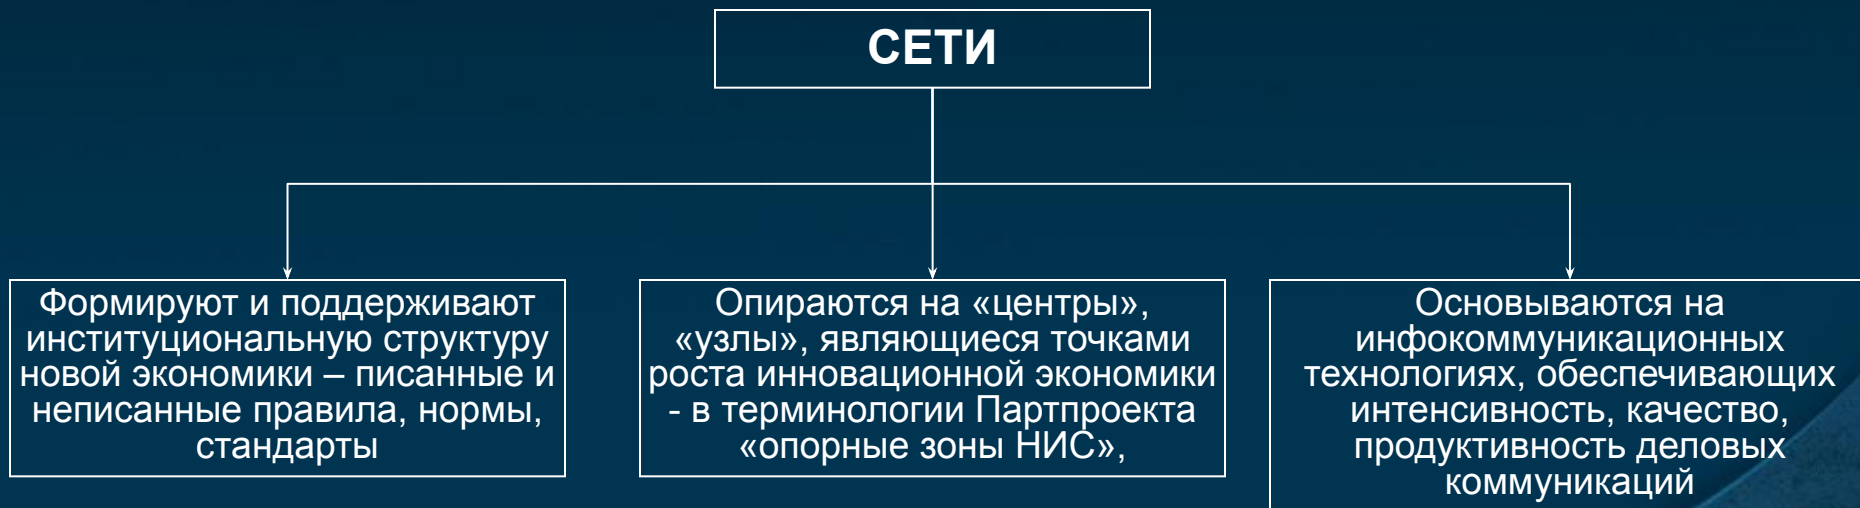 СЕТИ
Формируют и поддерживают
институциональную структуру
новой экономики – писанные и
неписанные правила, нормы,
стандарты
Опираются на «центры»,
«узлы», являющиеся точками
роста инновационной экономики
- в терминологии Партпроекта
«опорные зоны НИС»,
Основываются на
инфокоммуникационных
технологиях, обеспечивающих
интенсивность, качество,
продуктивность деловых
коммуникаций